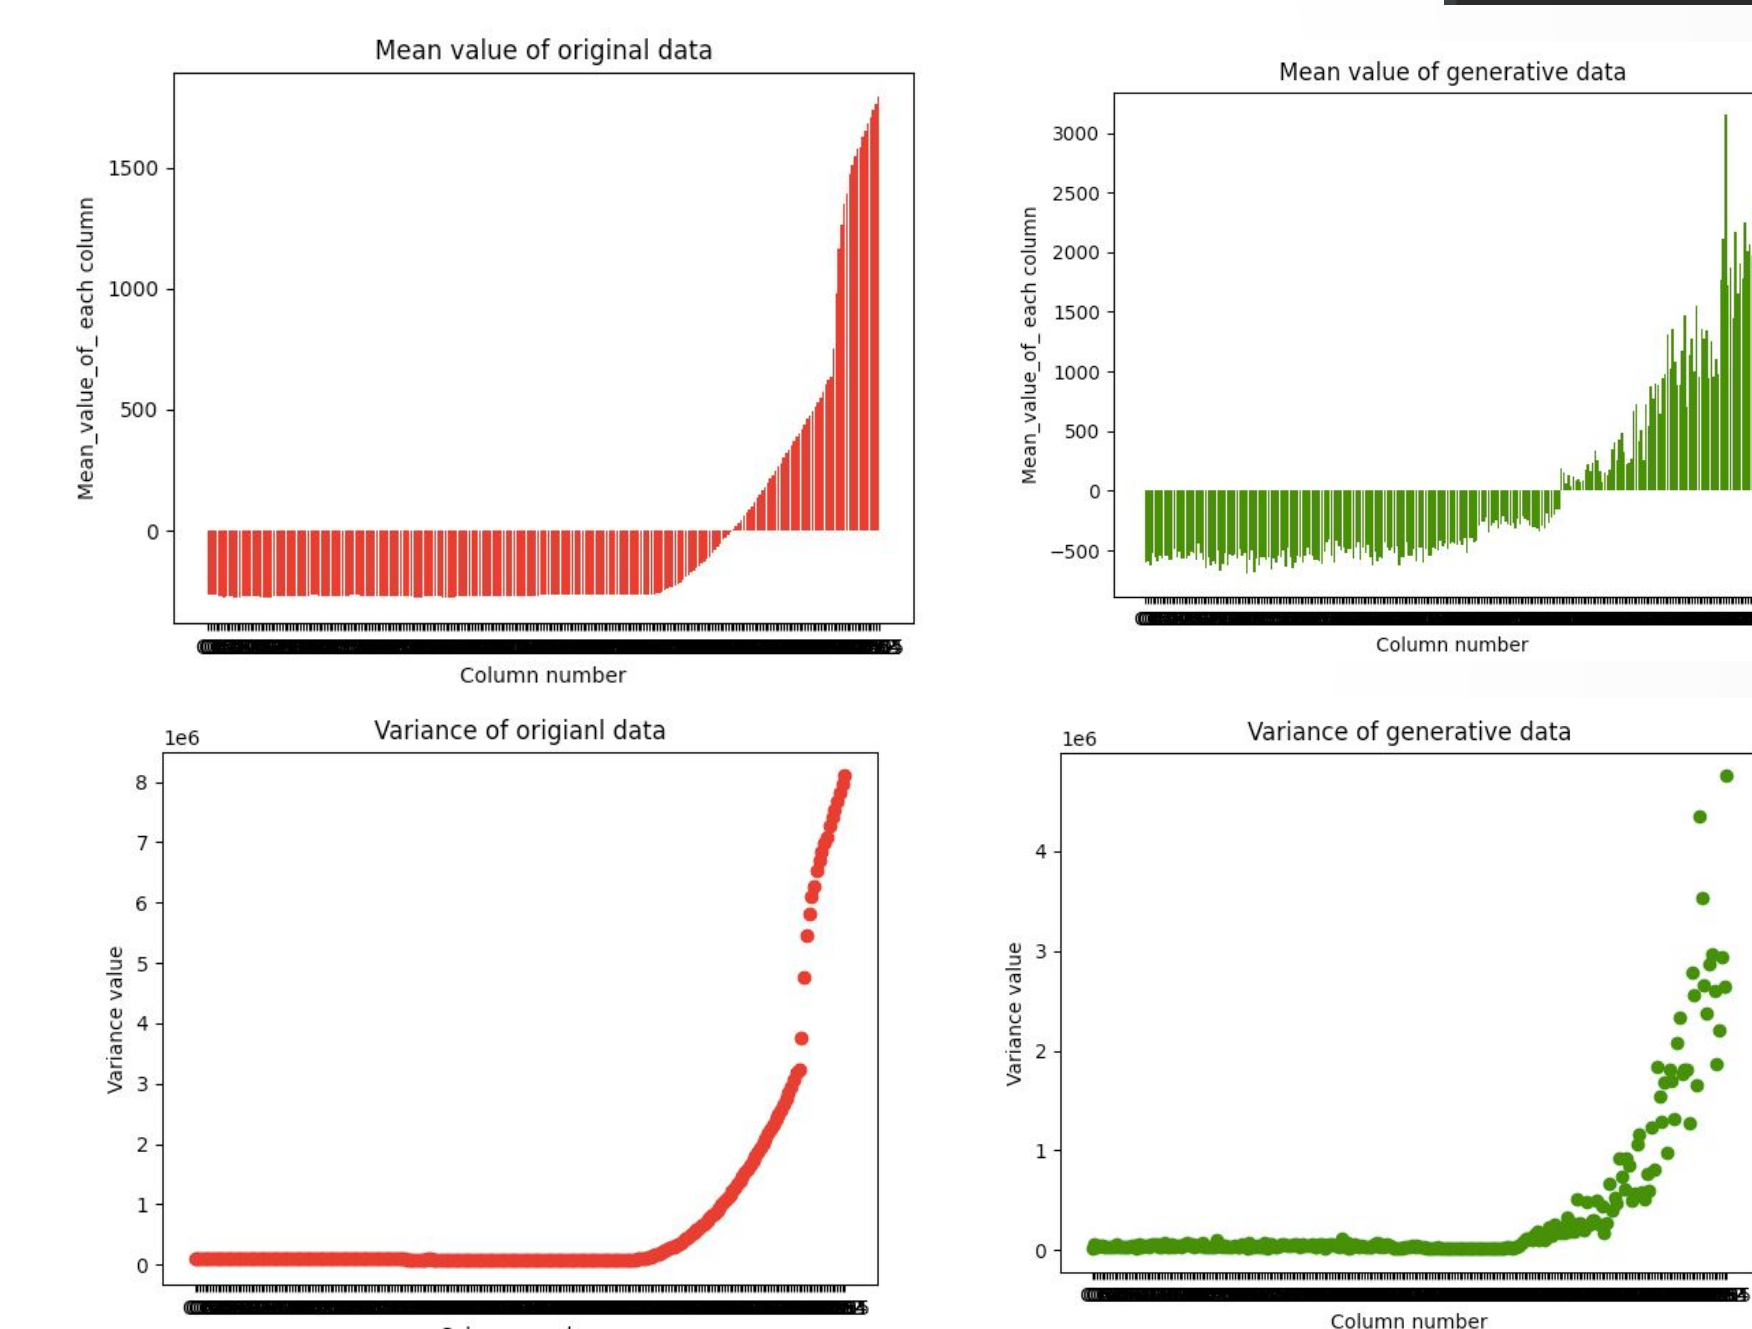 Mean value of original data
1500
1000
500
0
Mean_value_of_ each column
Column number
Mean value of generative data
3000
2500
2000
1500
1000
500
0
−500
Mean_value_of_ each column
Column number
Variance of origianl data
1e6
8
7
6
5
4
3
2
1
0
Variance value
Variance of generative data
1e6
4
3
2
1
0
Variance value
Column number